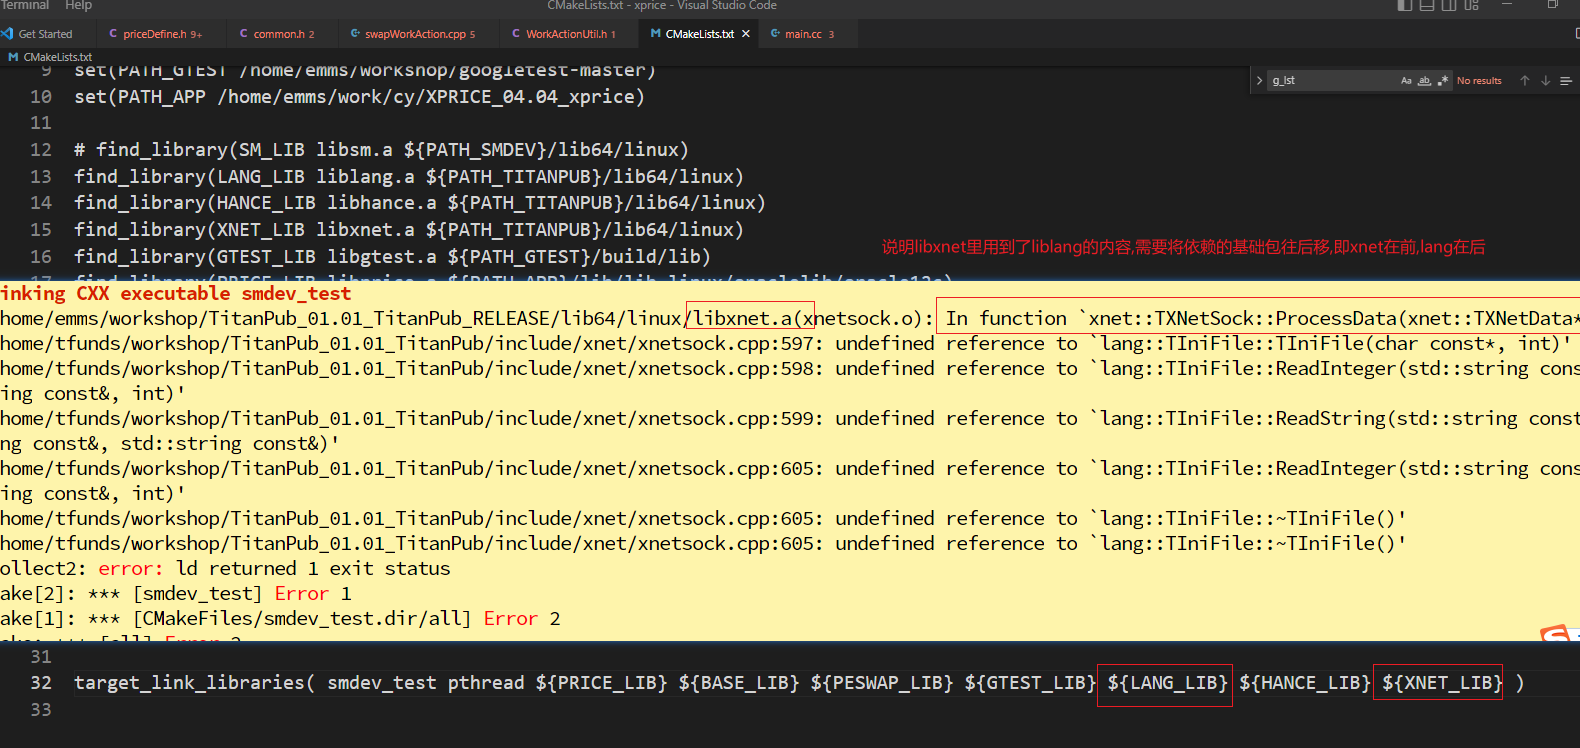 Terminal Help CMakeLists.txt - xprice - Visual Studio Code
Get Started C priceDefine.h 9+ C common.h 2 swapWorkAction.cpp 5 C WorkActionUtil.h 1 M CMakeLists.txt × main.cc 3
M CMakeLists.txt
9 set(PATH_GTEST /home/emms/workshop/googletest-master)
g_lst Aa ab .* No results
10 set(PATH_APP /home/emms/work/cy/XPRICE_04.04_xprice)
11
12 # find_library(SM_LIB libsm.a ${PATH_SMDEV}/lib64/linux)
13 find_library(LANG_LIB liblang.a ${PATH_TITANPUB}/lib64/linux)
14 find_library(HANCE_LIB libhance.a ${PATH_TITANPUB}/lib64/linux)
15 find_library(XNET_LIB libxnet.a ${PATH_TITANPUB}/lib64/linux)
说明libxnet里用到了liblang的内容,需要将依赖的基础包往后移,即xnet在前,lang在后
16 find_library(GTEST_LIB libgtest.a ${PATH_GTEST}/build/lib)
17 find_library(PRICE_LIB libprice.a ${PATH_APP}/lib/lib_linux/oraclelib/oracle12c)
inking CXX executable smdev_test
home/emms/workshop/TitanPub_01.01_TitanPub_RELEASE/lib64/linux/libxnet.a(xnetsock.o): In function `xnet::TXNetSock::ProcessData(xnet::TXNetData*
home/tfunds/workshop/TitanPub_01.01_TitanPub/include/xnet/xnetsock.cpp:597: undefined reference to `lang::TIniFile::TIniFile(char const*, int)'
home/tfunds/workshop/TitanPub_01.01_TitanPub/include/xnet/xnetsock.cpp:598: undefined reference to `lang::TIniFile::ReadInteger(std::string cons
ing const&, int)'
home/tfunds/workshop/TitanPub_01.01_TitanPub/include/xnet/xnetsock.cpp:599: undefined reference to `lang::TIniFile::ReadString(std::string const
ng const&, std::string const&)'
home/tfunds/workshop/TitanPub_01.01_TitanPub/include/xnet/xnetsock.cpp:605: undefined reference to `lang::TIniFile::ReadInteger(std::string cons
ing const&, int)'
home/tfunds/workshop/TitanPub_01.01_TitanPub/include/xnet/xnetsock.cpp:605: undefined reference to `lang::TIniFile::~TIniFile()'
home/tfunds/workshop/TitanPub_01.01_TitanPub/include/xnet/xnetsock.cpp:605: undefined reference to `lang::TIniFile::~TIniFile()'
ollect2: error: ld returned 1 exit status
ake[2]: *** [smdev_test] Error 1
ake[1]: *** [CMakeFiles/smdev_test.dir/all] Error 2
ake: *** [all] Error 2
31
32 target_link_libraries( smdev_test pthread ${PRICE_LIB} ${BASE_LIB} ${PESWAP_LIB} ${GTEST_LIB} ${LANG_LIB} ${HANCE_LIB} ${XNET_LIB} )
33